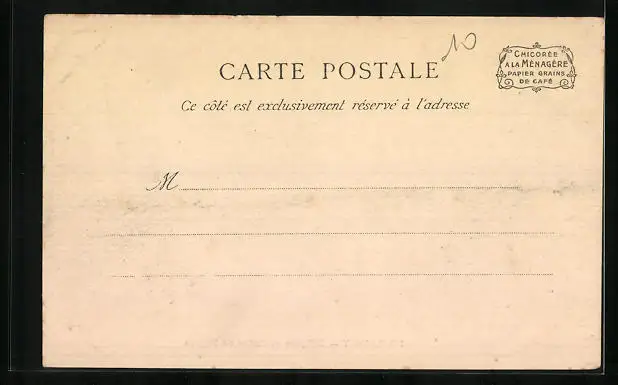 10
CARTE POSTALE
CHICORÉE
A LA MÉNAGÈRE
PAPIER GRAINS
DE CAFÉ
Ce côté est exclusivement réservé à l'adresse
M